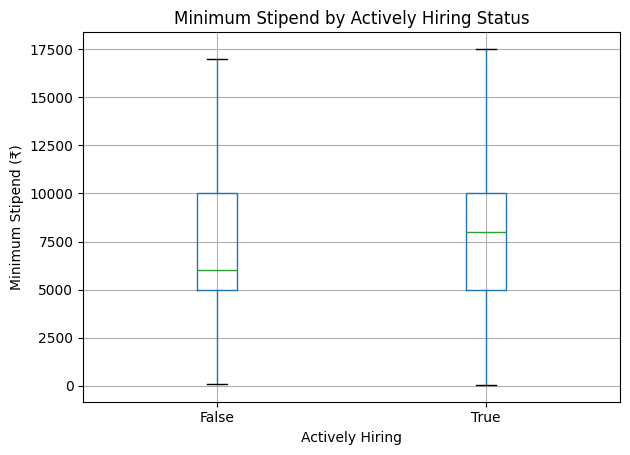 Minimum Stipend by Actively Hiring Status
17500
15000
12500
10000
7500
5000
2500
0
Minimum Stipend (₹)
False
True
Actively Hiring